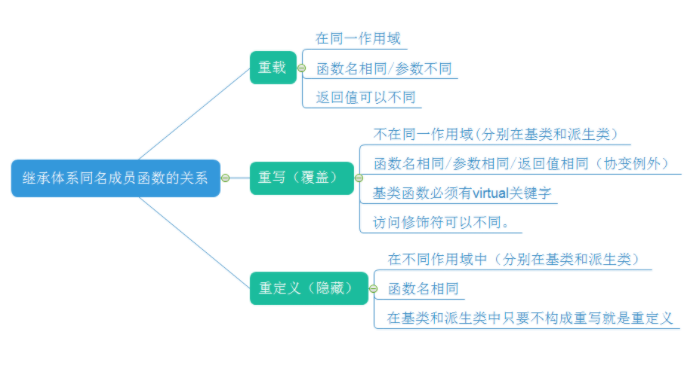 继承体系同名成员函数的关系
重载
在同一作用域
函数名相同/参数不同
返回值可以不同
重写（覆盖）
不在同一作用域(分别在基类和派生类）
函数名相同/参数相同/返回值相同（协变例外）
基类函数必须有virtual关键字
访问修饰符可以不同。
重定义（隐藏）
在不同作用域中（分别在基类和派生类）
函数名相同
在基类和派生类中只要不构成重写就是重定义